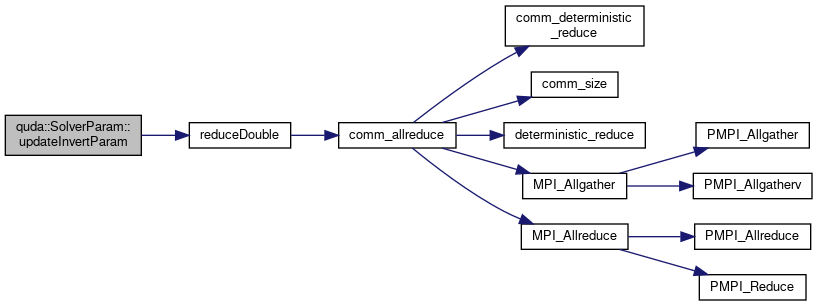 quda::SolverParam::
updateInvertParam
reduceDouble
comm_allreduce
comm_deterministic
_reduce
comm_size
deterministic_reduce
MPI_Allgather
PMPI_Allgather
PMPI_Allgatherv
MPI_Allreduce
PMPI_Allreduce
PMPI_Reduce